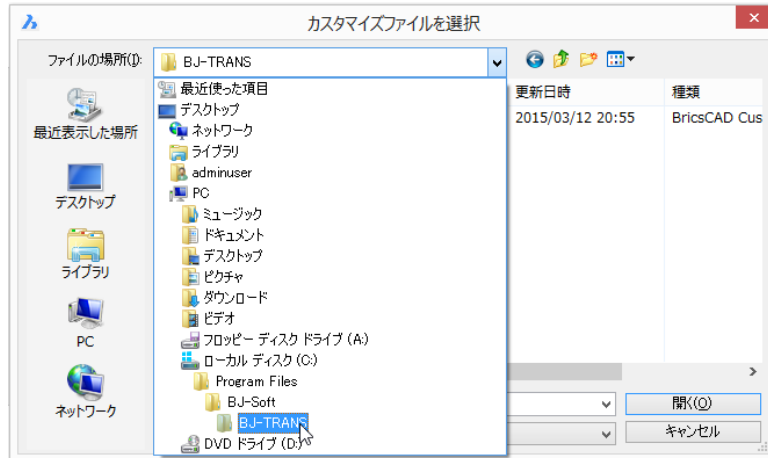 カスタマイズファイルを選択
ファイルの場所(I):
BJ-TRANS
最近表示した場所
デスクトップ
ライブラリ
PC
ネットワーク
最近使った項目
デスクトップ
ネットワーク
ライブラリ
adminuser
PC
ミュージック
ドキュメント
デスクトップ
ピクチャ
ダウンロード
ビデオ
フロッピー ディスク ドライブ (A:)
ローカル ディスク (C:)
Program Files
BJ-Soft
BJ-TRANS
DVD ドライブ (D:)
更新日時 種類
2015/03/12 20:55 BricsCAD Cus
開く(O)
キャンセル